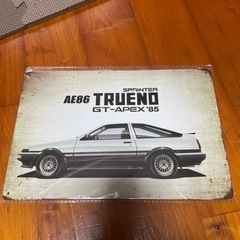 SPRINTER
AE86 TRUENO
GT-APEX '85